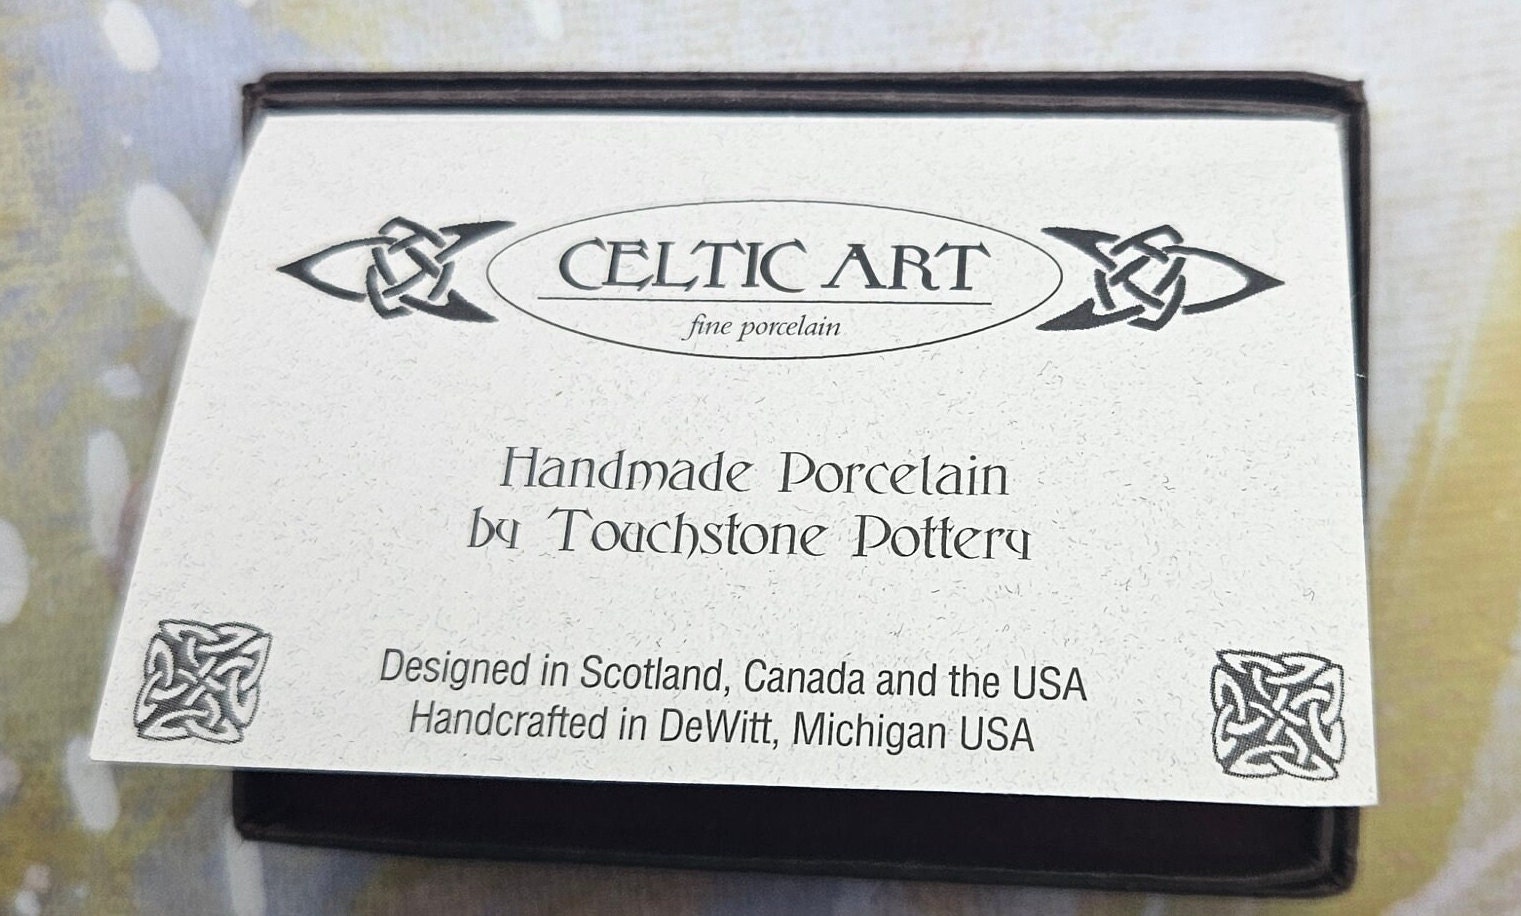 CELTIC ART
fine porcelain
Handmade Porcelain
by Touchstone Pottery
Designed in Scotland, Canada and the USA
Handcrafted in DeWitt, Michigan USA